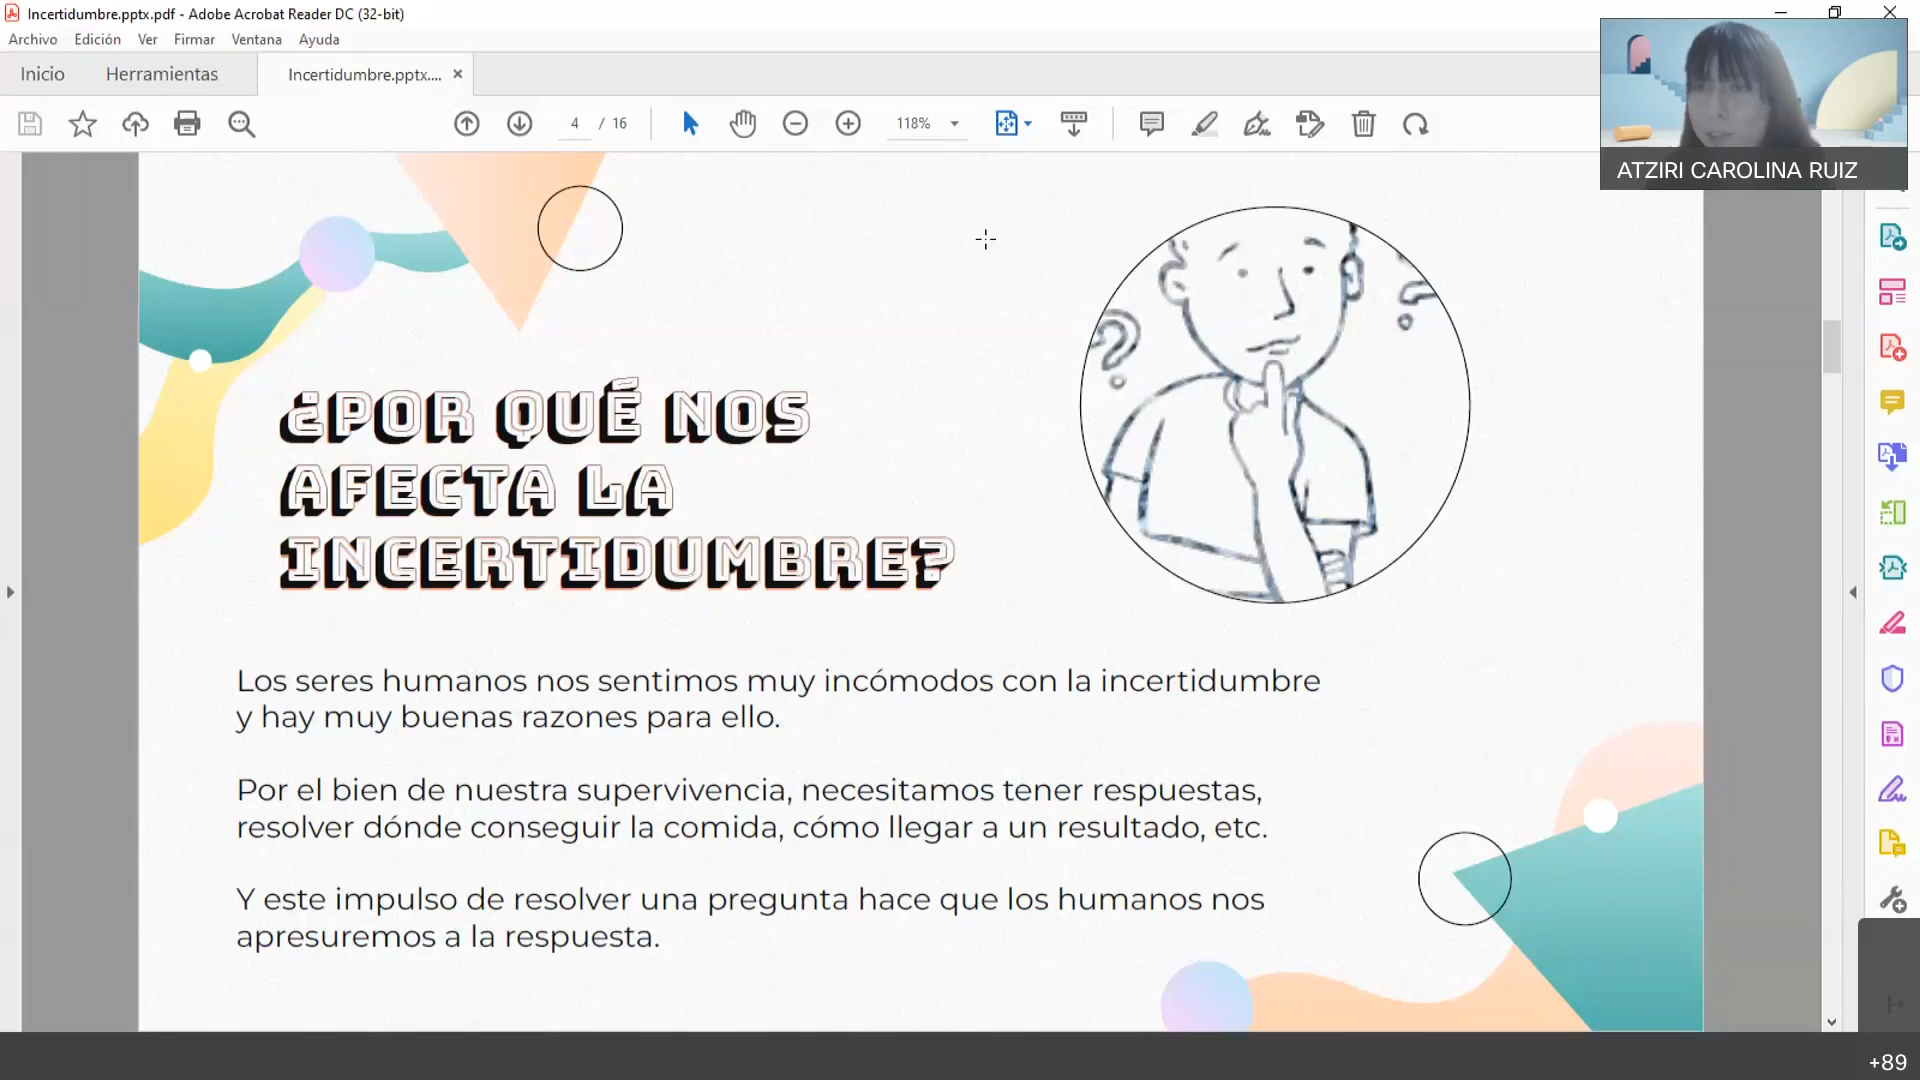 Incertidumbre.pptx.pdf - Adobe Acrobat Reader DC (32-bit)
Archivo Edición Ver Firmar Ventana Ayuda
Inicio Herramientas Incertidumbre.pptx.... ×
4 / 16 118%
ATZIRI CAROLINA RUIZ
¿POR QUÉ NOS
AFECTA LA
INCERTIDUMBRE?
Los seres humanos nos sentimos muy incómodos con la incertidumbre
y hay muy buenas razones para ello.
Por el bien de nuestra supervivencia, necesitamos tener respuestas,
resolver dónde conseguir la comida, cómo llegar a un resultado, etc.
Y este impulso de resolver una pregunta hace que los humanos nos
apresuremos a la respuesta.
+89